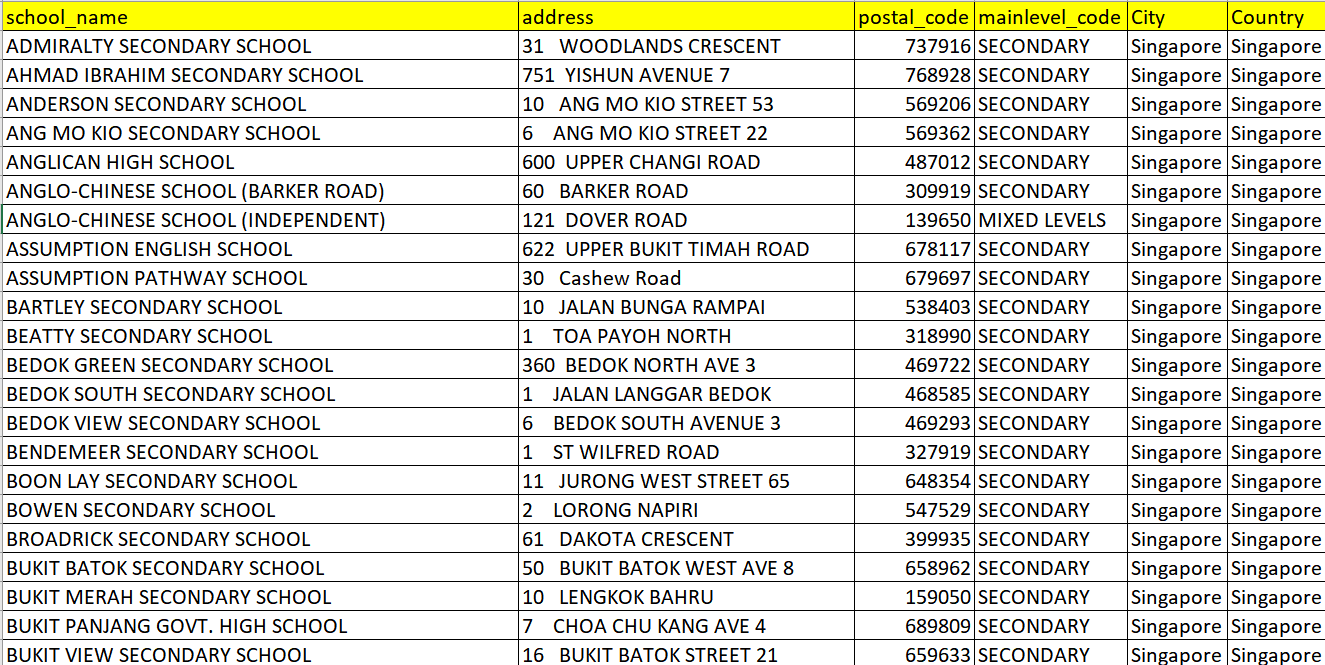 school_name address postal_code mainlevel_code City Country
ADMIRALTY SECONDARY SCHOOL 31 WOODLANDS CRESCENT 737916 SECONDARY Singapore Singapore
AHMAD IBRAHIM SECONDARY SCHOOL 751 YISHUN AVENUE 7 768928 SECONDARY Singapore Singapore
ANDERSON SECONDARY SCHOOL 10 ANG MO KIO STREET 53 569206 SECONDARY Singapore Singapore
ANG MO KIO SECONDARY SCHOOL 6 ANG MO KIO STREET 22 569362 SECONDARY Singapore Singapore
ANGLICAN HIGH SCHOOL 600 UPPER CHANGI ROAD 487012 SECONDARY Singapore Singapore
ANGLO-CHINESE SCHOOL (BARKER ROAD) 60 BARKER ROAD 309919 SECONDARY Singapore Singapore
ANGLO-CHINESE SCHOOL (INDEPENDENT) 121 DOVER ROAD 139650 MIXED LEVELS Singapore Singapore
ASSUMPTION ENGLISH SCHOOL 622 UPPER BUKIT TIMAH ROAD 678117 SECONDARY Singapore Singapore
ASSUMPTION PATHWAY SCHOOL 30 Cashew Road 679697 SECONDARY Singapore Singapore
BARTLEY SECONDARY SCHOOL 10 JALAN BUNGA RAMPAI 538403 SECONDARY Singapore Singapore
BEATTY SECONDARY SCHOOL 1 TOA PAYOH NORTH 318990 SECONDARY Singapore Singapore
BEDOK GREEN SECONDARY SCHOOL 360 BEDOK NORTH AVE 3 469722 SECONDARY Singapore Singapore
BEDOK SOUTH SECONDARY SCHOOL 1 JALAN LANGGAR BEDOK 468585 SECONDARY Singapore Singapore
BEDOK VIEW SECONDARY SCHOOL 6 BEDOK SOUTH AVENUE 3 469293 SECONDARY Singapore Singapore
BENDEMEER SECONDARY SCHOOL 1 ST WILFRED ROAD 327919 SECONDARY Singapore Singapore
BOON LAY SECONDARY SCHOOL 11 JURONG WEST STREET 65 648354 SECONDARY Singapore Singapore
BOWEN SECONDARY SCHOOL 2 LORONG NAPIRI 547529 SECONDARY Singapore Singapore
BROADRICK SECONDARY SCHOOL 61 DAKOTA CRESCENT 399935 SECONDARY Singapore Singapore
BUKIT BATOK SECONDARY SCHOOL 50 BUKIT BATOK WEST AVE 8 658962 SECONDARY Singapore Singapore
BUKIT MERAH SECONDARY SCHOOL 10 LENGKOK BAHRU 159050 SECONDARY Singapore Singapore
BUKIT PANJANG GOVT. HIGH SCHOOL 7 CHOA CHU KANG AVE 4 689809 SECONDARY Singapore Singapore
BUKIT VIEW SECONDARY SCHOOL 16 BUKIT BATOK STREET 21 659633 SECONDARY Singapore Singapore